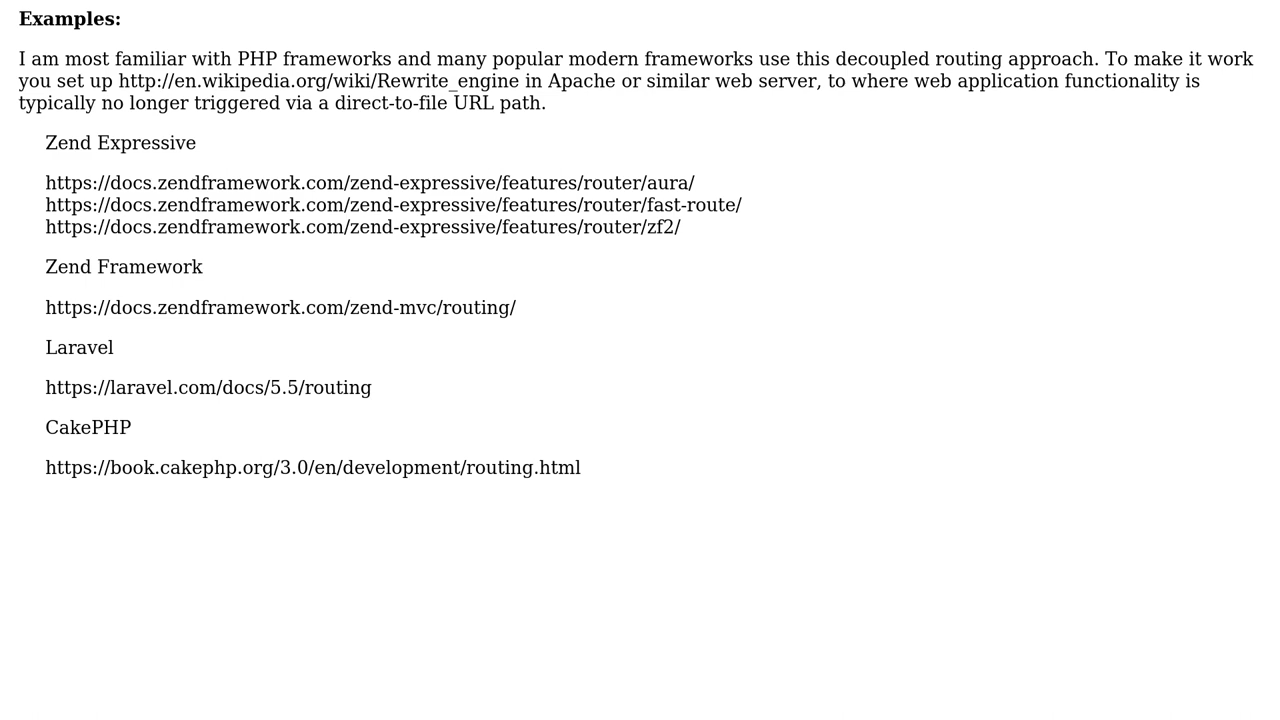 Examples:
I am most familiar with PHP frameworks and many popular modern frameworks use this decoupled routing approach. To make it work
you set up http://en.wikipedia.org/wiki/Rewrite_engine in Apache or similar web server, to where web application functionality is
typically no longer triggered via a direct-to-file URL path.
Zend Expressive
https://docs.zendframework.com/zend-expressive/features/router/aura/
https://docs.zendframework.com/zend-expressive/features/router/fast-route/
https://docs.zendframework.com/zend-expressive/features/router/zf2/
Zend Framework
https://docs.zendframework.com/zend-mvc/routing/
Laravel
https://laravel.com/docs/5.5/routing
CakePHP
https://book.cakephp.org/3.0/en/development/routing.html